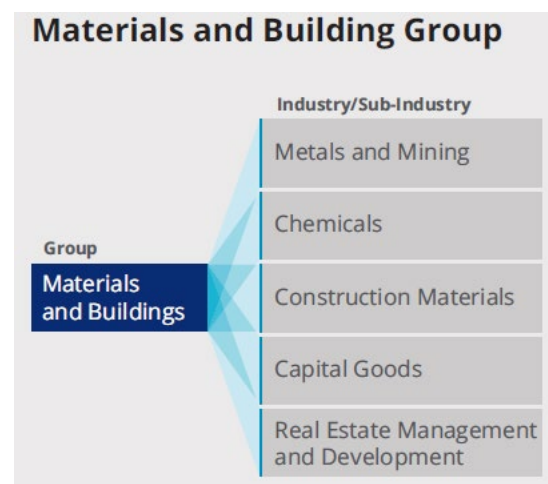 Materials and Building Group
Industry/Sub-Industry
Metals and Mining
Chemicals
Group
Materials
and Buildings
Construction Materials
Capital Goods
Real Estate Management
and Development